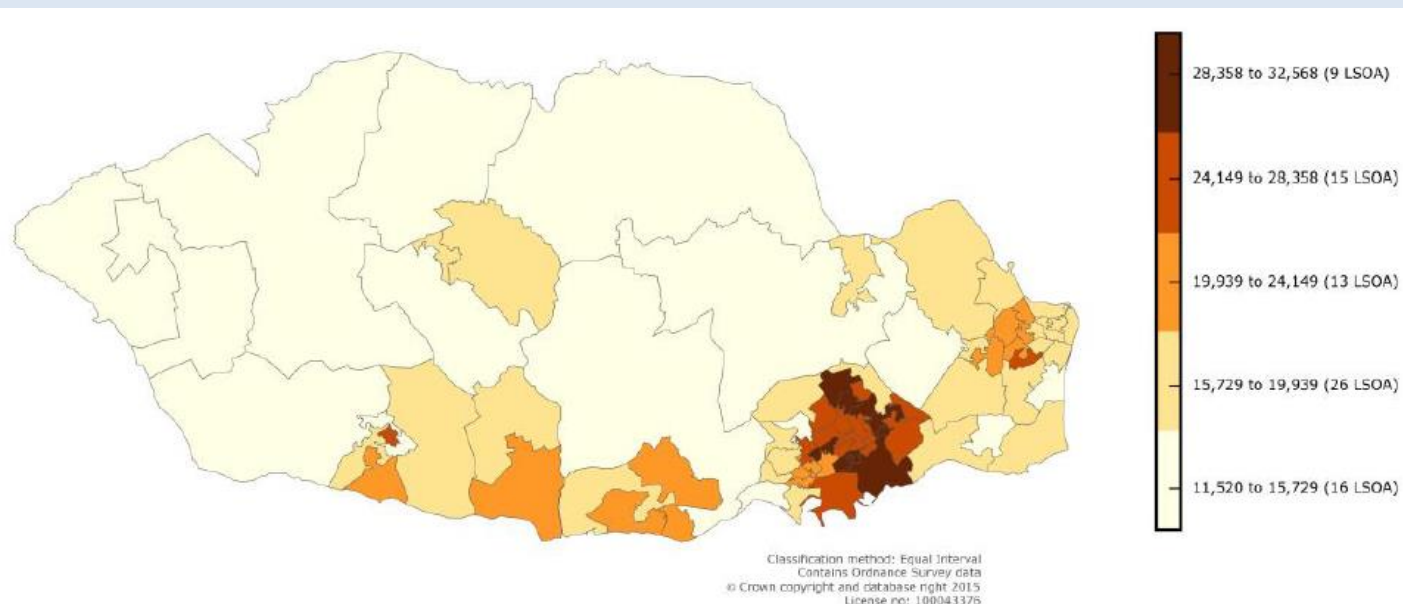 28,358 to 32,568 (9 LSOA)
24,149 to 28,358 (15 LSOA)
19,939 to 24,149 (13 LSOA)
15,729 to 19,939 (26 LSOA)
11,520 to 15,729 (16 LSOA)
Classification method: Equal Interval
Contains Ordnance Survey data
© Crown copyright and database right 2015
License no: 100043376